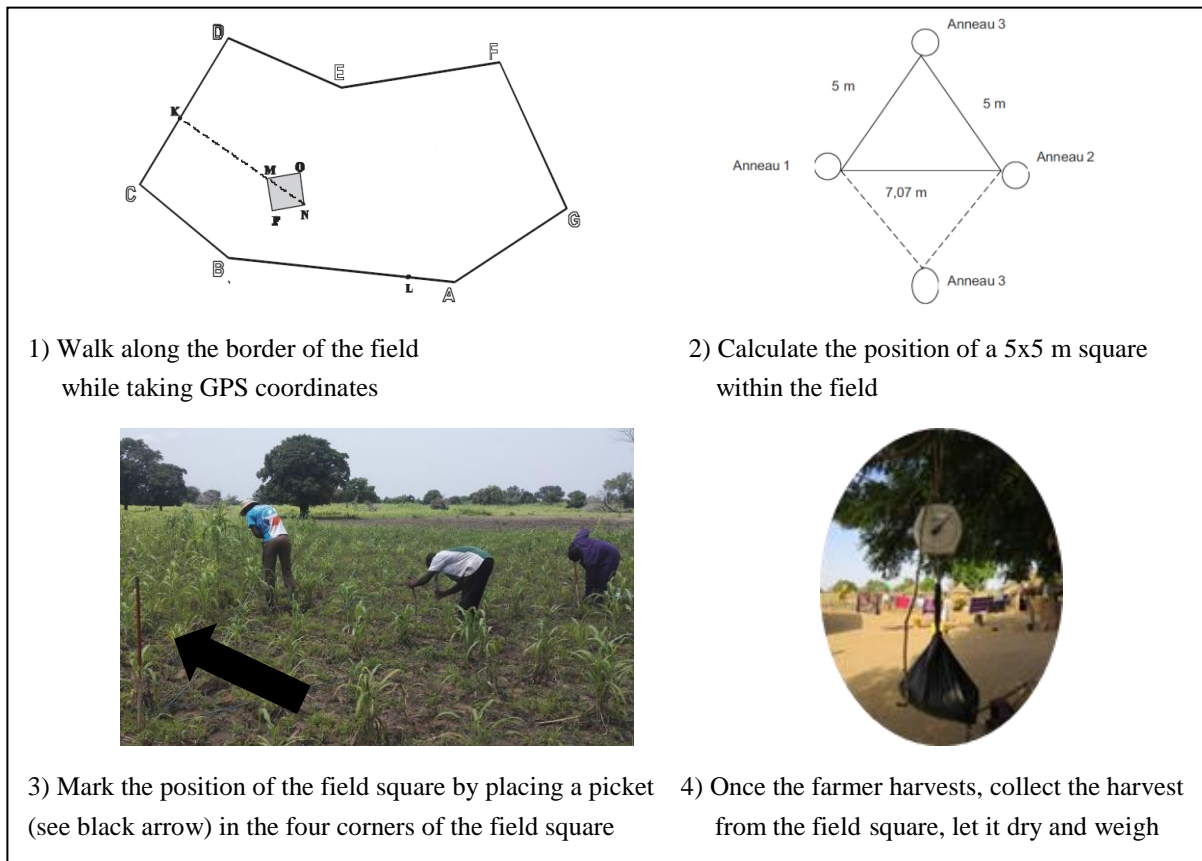 D
E
F
K
M O
C
P N
G
B
L
A
Anneau 3
5 m
5 m
Anneau 1
Anneau 2
7,07 m
Anneau 3
1) Walk along the border of the field
while taking GPS coordinates
2) Calculate the position of a 5x5 m square
within the field
3) Mark the position of the field square by placing a picket
(see black arrow) in the four corners of the field square
4) Once the farmer harvests, collect the harvest
from the field square, let it dry and weigh